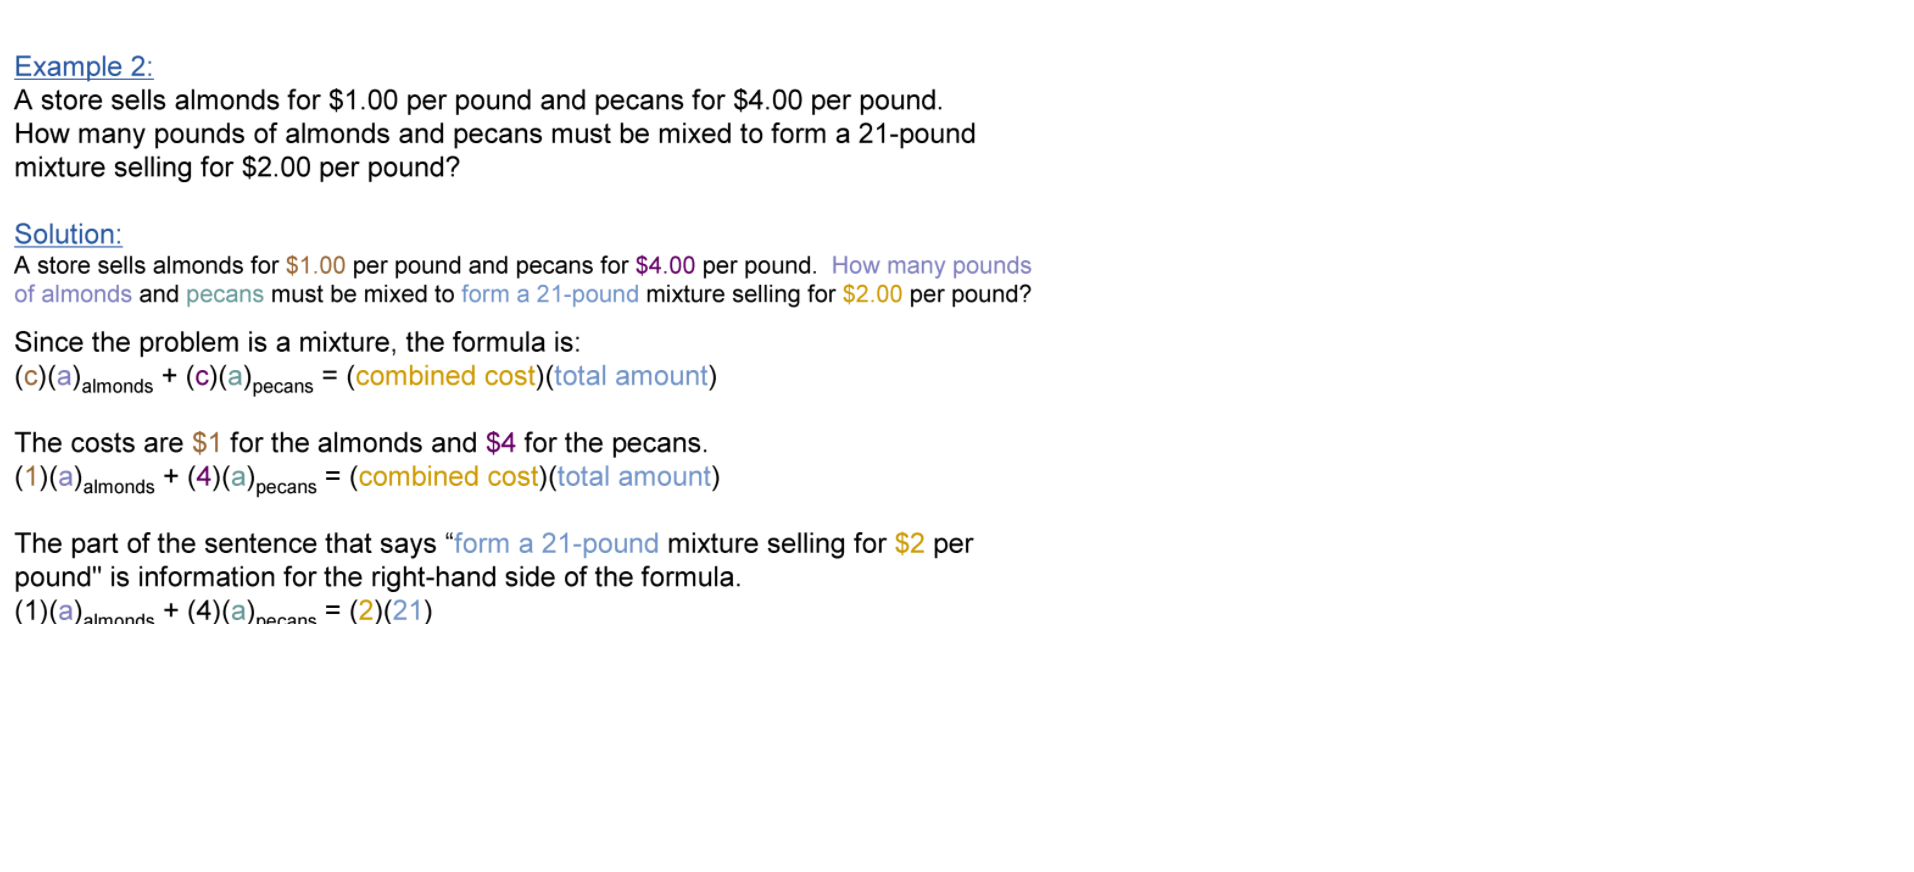 Example 2:
A store sells almonds for $1.00 per pound and pecans for $4.00 per pound.
How many pounds of almonds and pecans must be mixed to form a 21-pound
mixture selling for $2.00 per pound?
Solution:
A store sells almonds for $1.00 per pound and pecans for $4.00 per pound. How many pounds
of almonds and pecans must be mixed to form a 21-pound mixture selling for $2.00 per pound?
Since the problem is a mixture, the formula is:
(c)(a)almonds + (c)(a)pecans = (combined cost)(total amount)
The costs are $1 for the almonds and $4 for the pecans.
(1)(a)almonds + (4)(a)pecans = (combined cost)(total amount)
The part of the sentence that says “form a 21-pound mixture selling for $2 per
pound" is information for the right-hand side of the formula.
(1)(a)almonds + (4)(a)pecans = (2)(21)